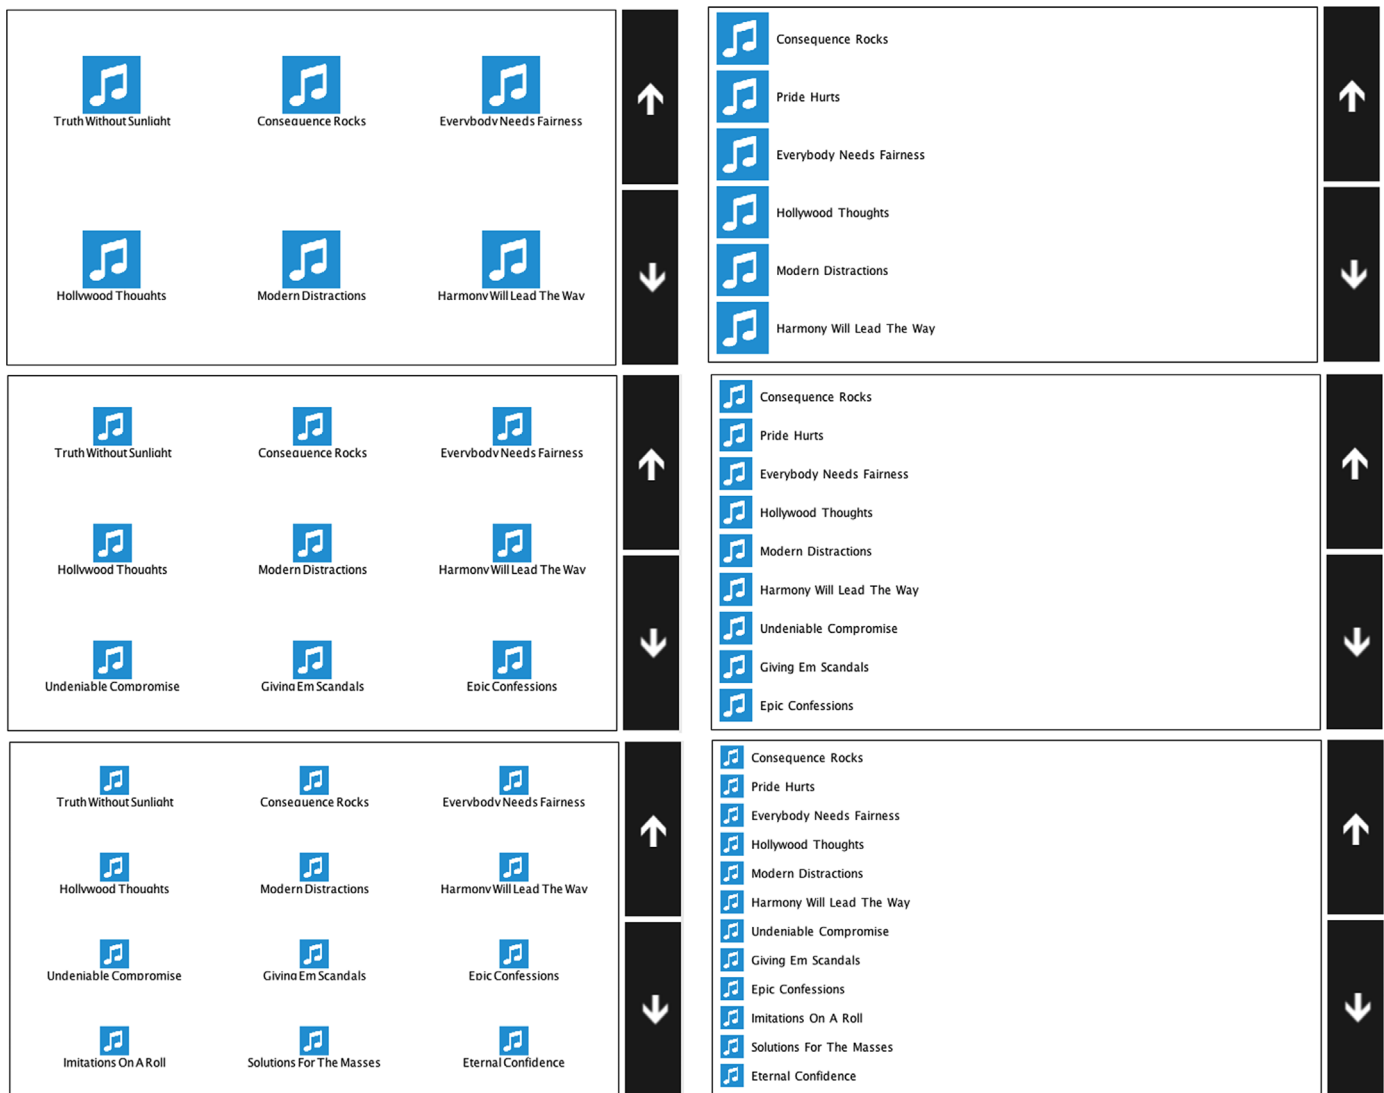 Truth Without Sunlight
Consequence Rocks
Everybody Needs Fairness
Hollywood Thoughts
Modern Distractions
Harmony Will Lead The Way
Consequence Rocks
Pride Hurts
Everybody Needs Fairness
Hollywood Thoughts
Modern Distractions
Harmony Will Lead The Way
Truth Without Sunlight
Consequence Rocks
Everybody Needs Fairness
Hollywood Thoughts
Modern Distractions
Harmony Will Lead The Way
Undeniable Compromise
Giving Em Scandals
Epic Confessions
Consequence Rocks
Pride Hurts
Everybody Needs Fairness
Hollywood Thoughts
Modern Distractions
Harmony Will Lead The Way
Undeniable Compromise
Giving Em Scandals
Epic Confessions
Truth Without Sunlight
Consequence Rocks
Everybody Needs Fairness
Hollywood Thoughts
Modern Distractions
Harmony Will Lead The Way
Undeniable Compromise
Giving Em Scandals
Epic Confessions
Imitations On A Roll
Solutions For The Masses
Eternal Confidence
Consequence Rocks
Pride Hurts
Everybody Needs Fairness
Hollywood Thoughts
Modern Distractions
Harmony Will Lead The Way
Undeniable Compromise
Giving Em Scandals
Epic Confessions
Imitations On A Roll
Solutions For The Masses
Eternal Confidence